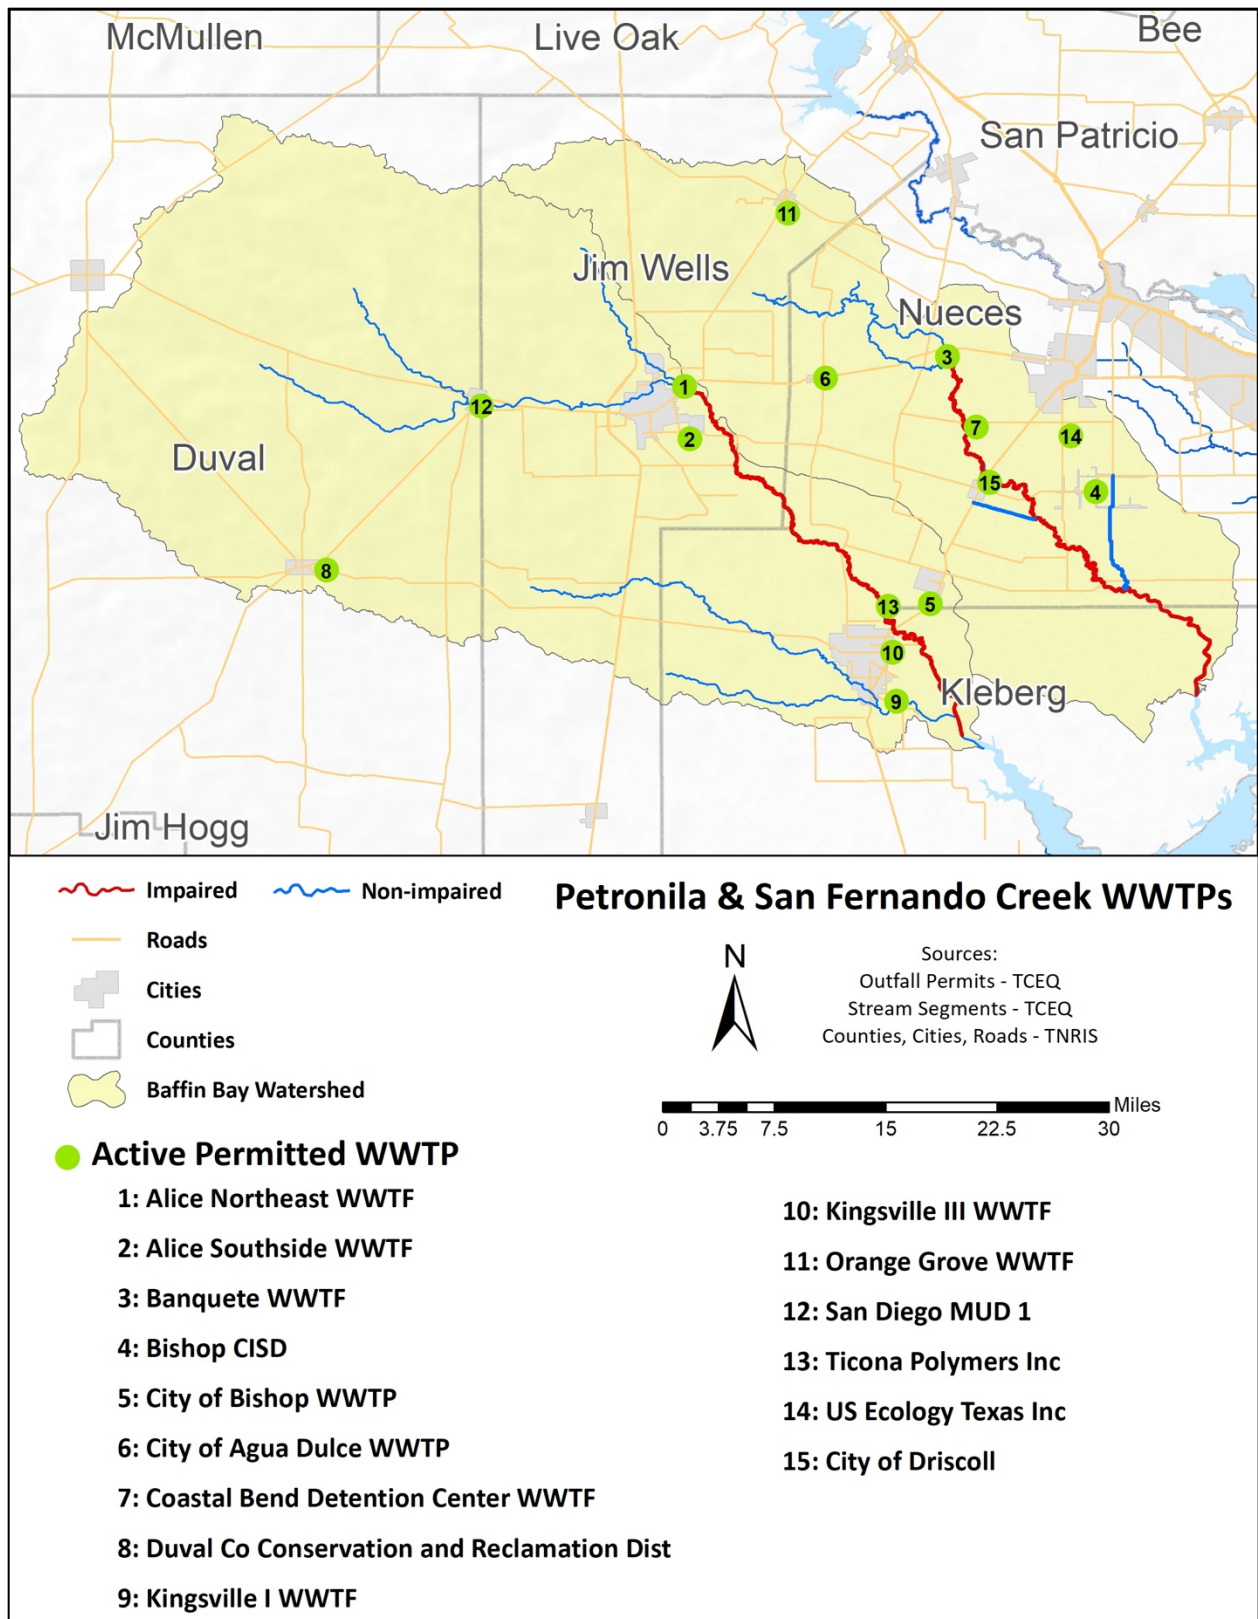 McMullen
Live Oak
Bee
San Patricio
11
Jim Wells
Nueces
3
1
6
12
7
2
14
Duval
15
4
8
13
5
10
Kleberg
9
Jim Hogg
Impaired
Non-impaired
Petronila & San Fernando Creek WWTPs
Roads
Cities
Counties
Baffin Bay Watershed
N
Sources:
Outfall Permits - TCEQ
Stream Segments - TCEQ
Counties, Cities, Roads - TNRIS
Miles
0 3.75 7.5 15 22.5 30
Active Permitted WWTP
1: Alice Northeast WWTF
2: Alice Southside WWTF
3: Banquete WWTF
4: Bishop CISD
5: City of Bishop WWTP
6: City of Agua Dulce WWTP
7: Coastal Bend Detention Center WWTF
8: Duval Co Conservation and Reclamation Dist
9: Kingsville I WWTF
10: Kingsville III WWTF
11: Orange Grove WWTF
12: San Diego MUD 1
13: Ticona Polymers Inc
14: US Ecology Texas Inc
15: City of Driscoll